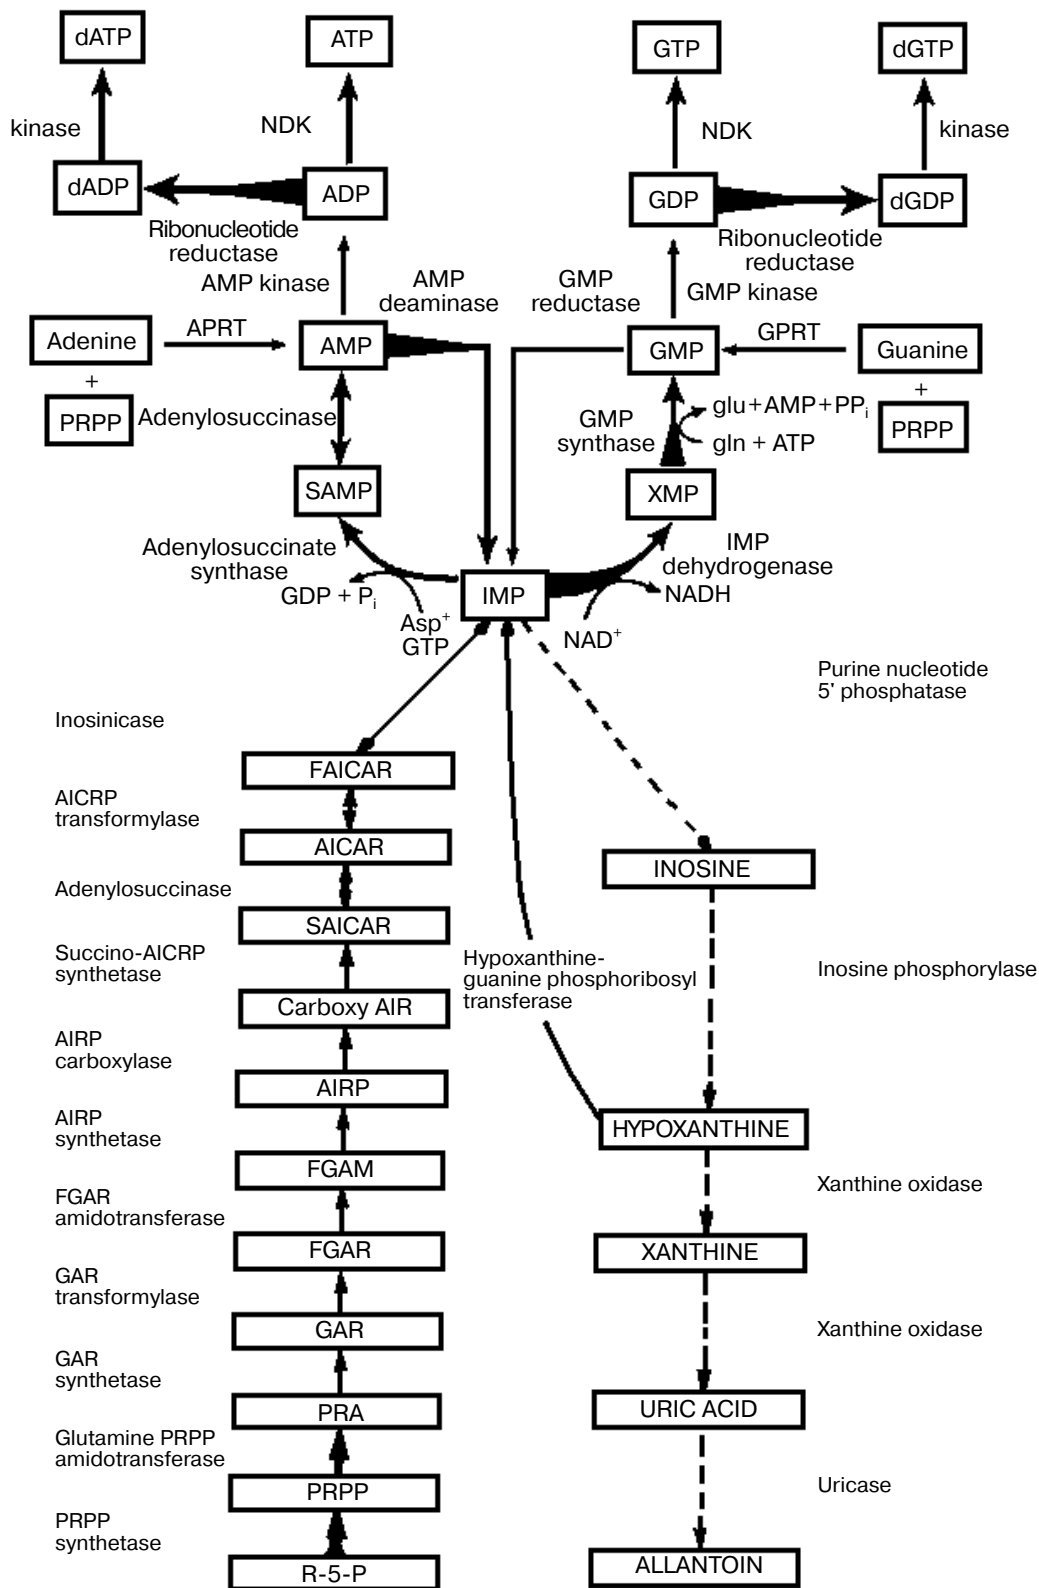 dATP
ATP
GTP
dGTP
kinase
NDK
NDK
kinase
dADP
ADP
GDP
dGDP
Ribonucleotide
reductase
Ribonucleotide
reductase
AMP kinase
AMP
deaminase
GMP
reductase
GMP kinase
Adenine
APRT
AMP
GMP
GPRT
Guanine
+
PRPP
Adenylosuccinase
GMP
synthase
glu+AMP+PPi
gln + ATP
+
PRPP
SAMP
XMP
Adenylosuccinate
synthase
GDP + Pi
Asp+
GTP
IMP
IMP
dehydrogenase
NADH
NAD+
Purine nucleotide
5' phosphatase
Inosinicase
FAICAR
AICRP
transformylase
AICAR
INOSINE
Adenylosuccinase
SAICAR
Succino-AICRP
synthetase
Hypoxanthine-
guanine phosphoribosyl
transferase
Inosine phosphorylase
Carboxy AIR
AIRP
carboxylase
AIRP
HYPOXANTHINE
AIRP
synthetase
FGAM
Xanthine oxidase
FGAR
amidotransferase
FGAR
XANTHINE
GAR
transformylase
GAR
Xanthine oxidase
GAR
synthetase
PRA
URIC ACID
Glutamine PRPP
amidotransferase
PRPP
Uricase
PRPP
synthetase
R-5-P
ALLANTOIN